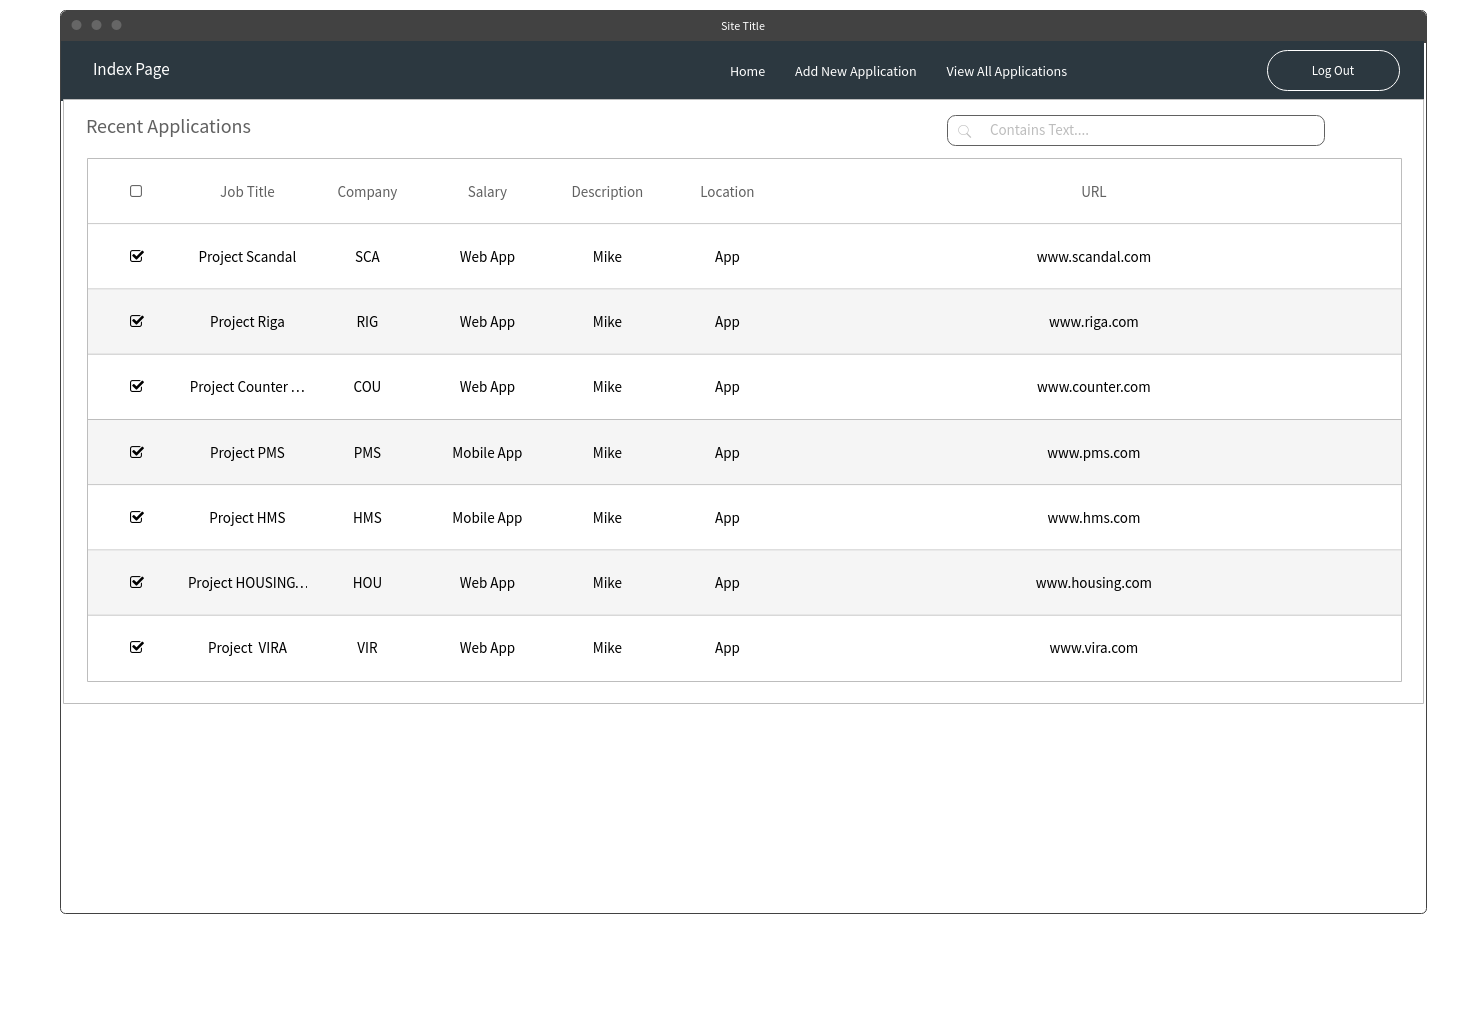 Site Title
Index Page Home Add New Application View All Applications Log Out
Recent Applications Contains Text....
Job Title Company Salary Description Location URL
Project Scandal SCA Web App Mike App www.scandal.com
Project Riga RIG Web App Mike App www.riga.com
Project Counter ... COU Web App Mike App www.counter.com
Project PMS PMS Mobile App Mike App www.pms.com
Project HMS HMS Mobile App Mike App www.hms.com
Project HOUSING... HOU Web App Mike App www.housing.com
Project VIRA VIR Web App Mike App www.vira.com